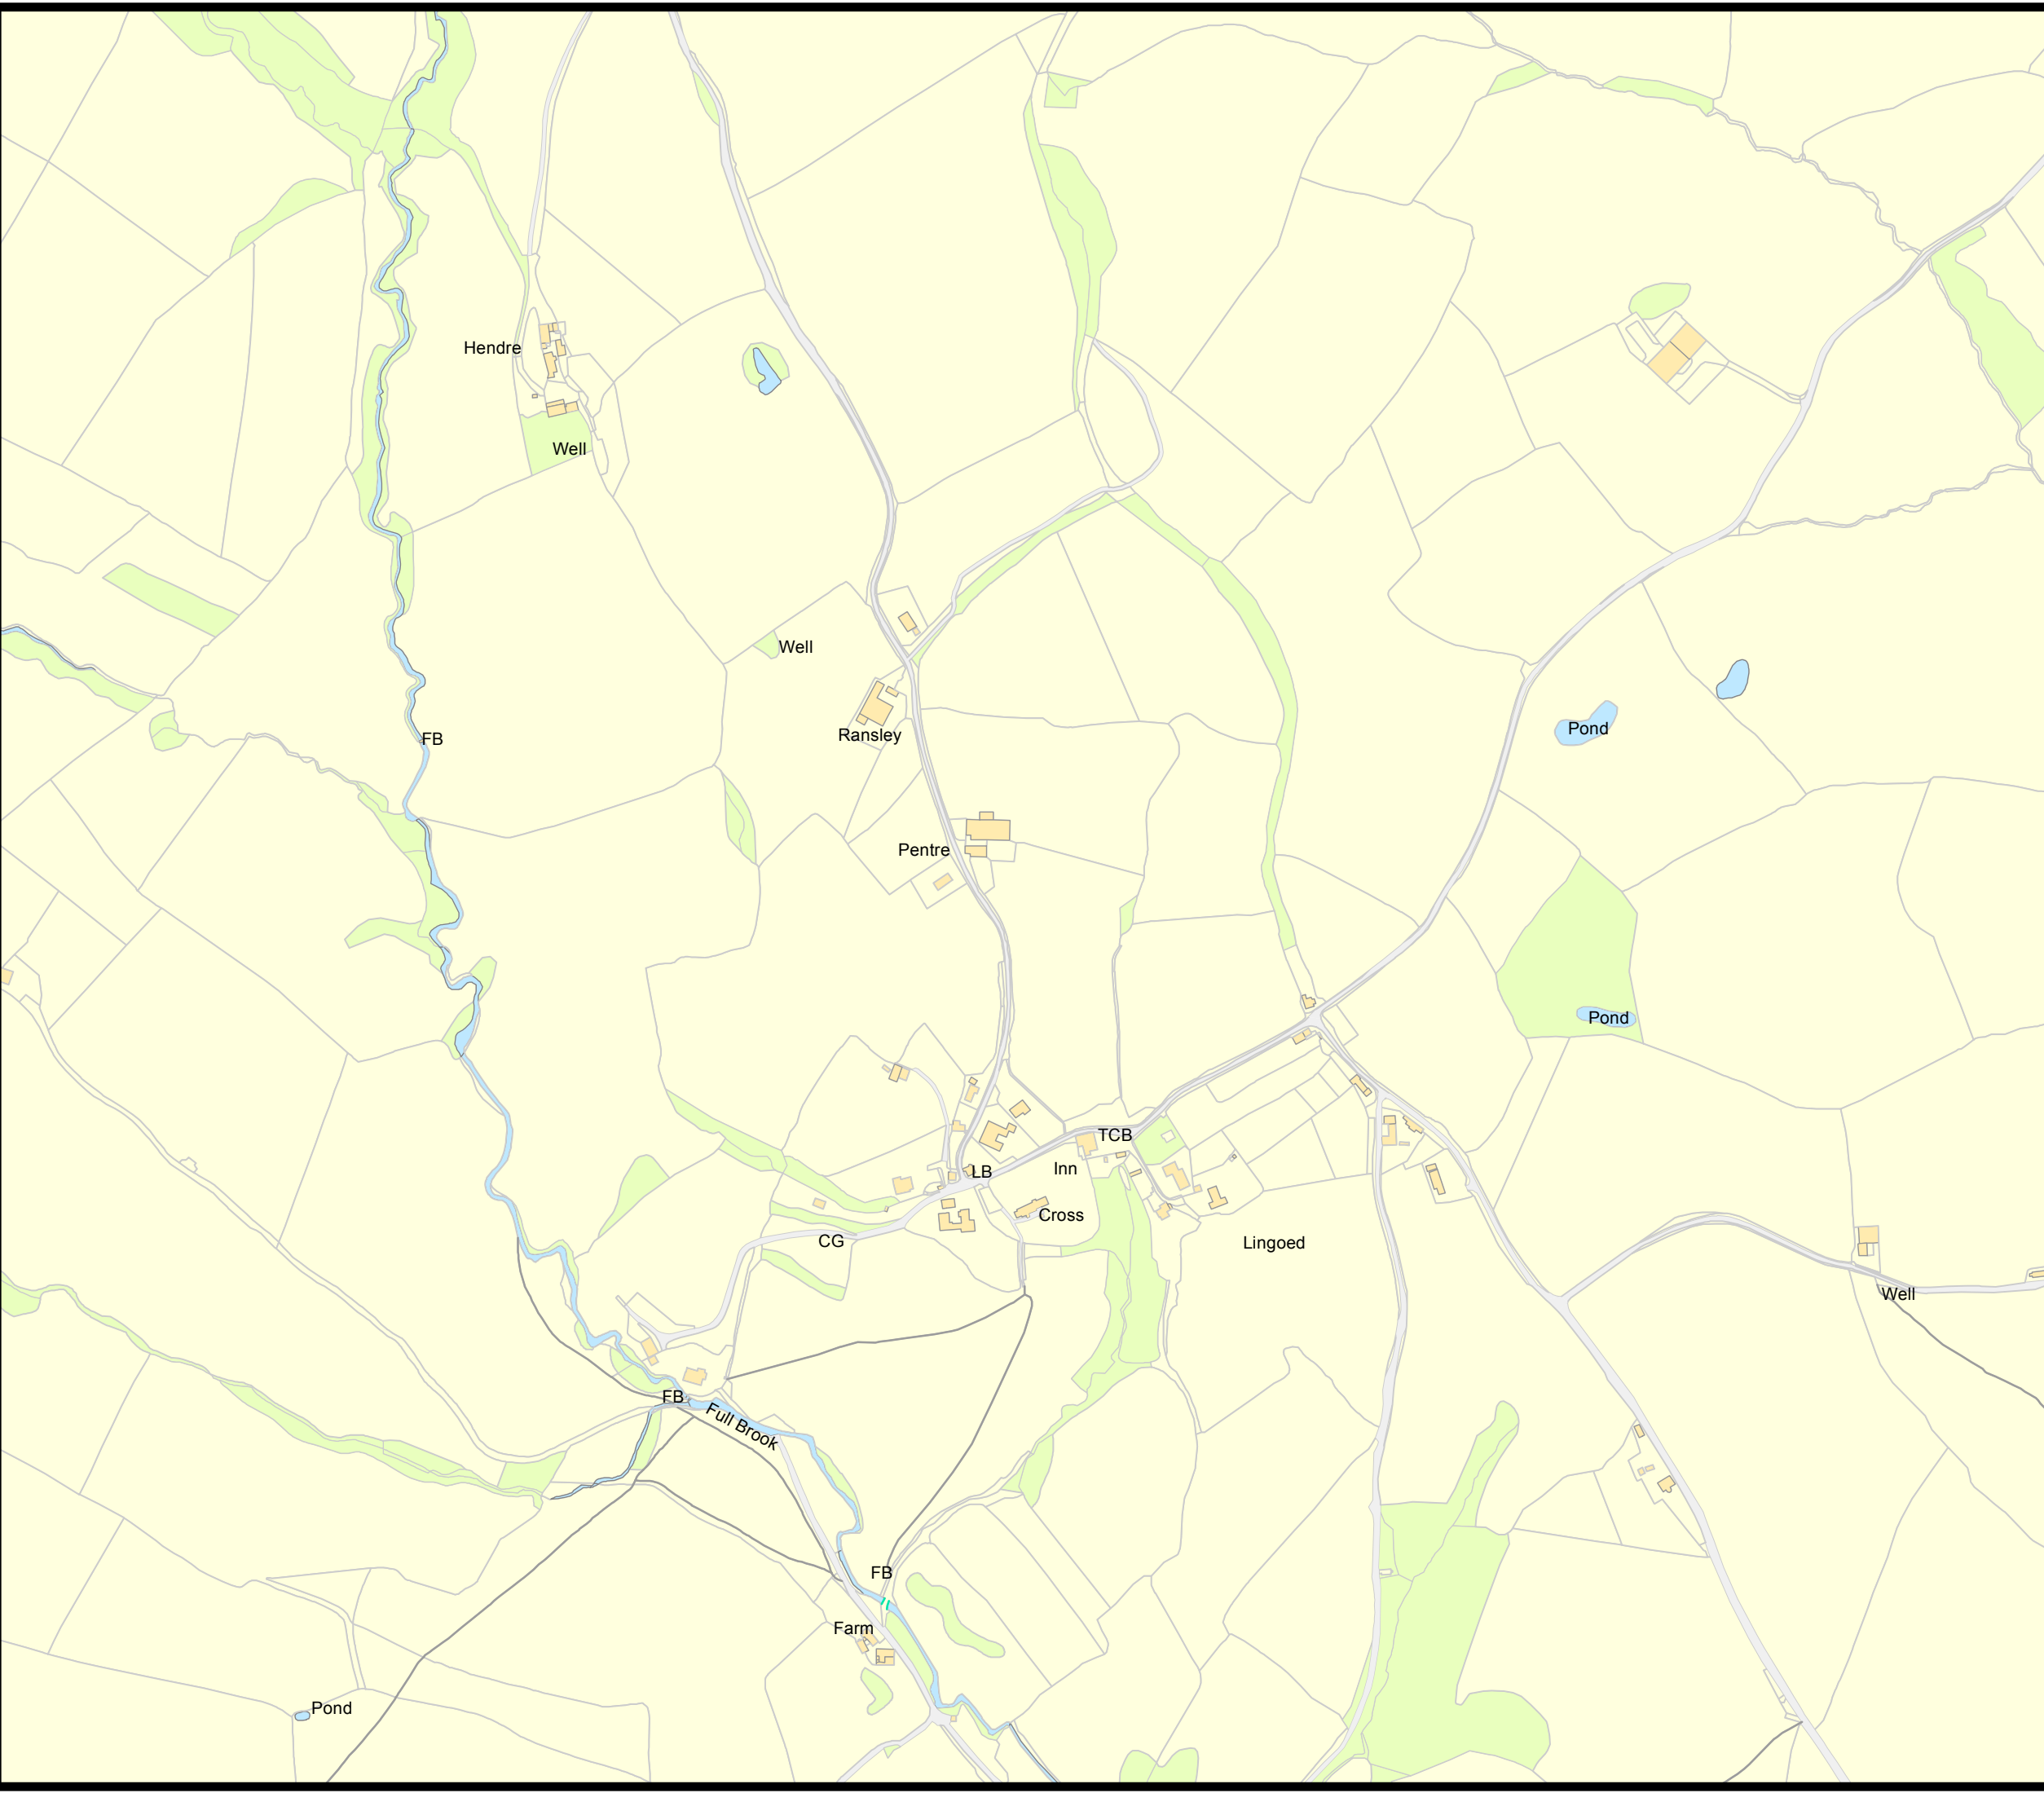 Hendre
Well
Well
FB
Pond
Ransley
Pentre
Pond
TCB
Inn
LB
Cross
CG
Lingoed
Well
FB
Full Brook
FB
Farm
Pond